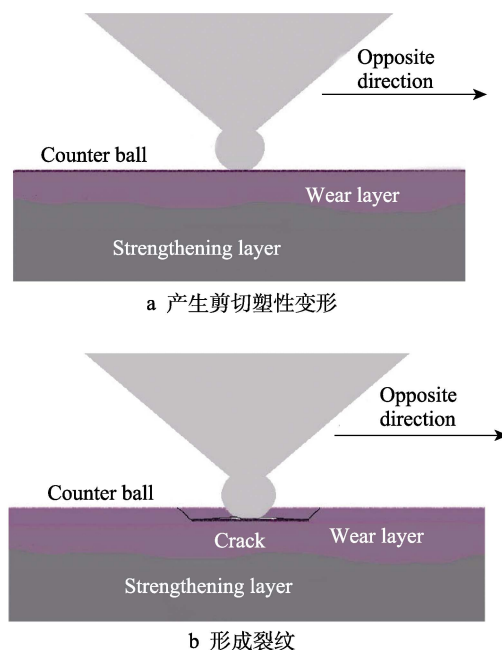 Opposite
direction
Counter ball
Wear layer
Strengthening layer
a 产生剪切塑性变形
Opposite
direction
Counter ball
Crack
Wear layer
Strengthening layer
b 形成裂纹